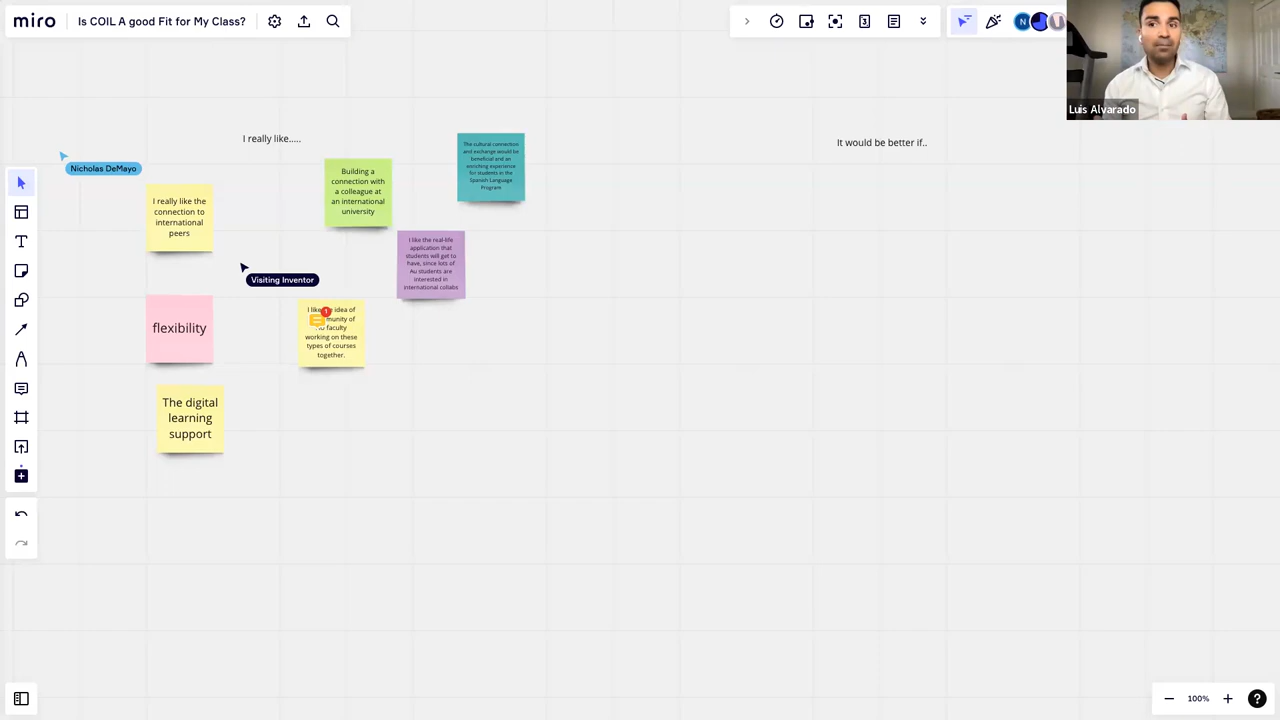 miro
Is COIL A good Fit for My Class?
3
N
Luis Alvarado
I really like.....
It would be better if..
Nicholas DeMayo
The cultural connection
and exchange would be
beneficial and an
enriching experience
for students in the
Spanish Language
Program
Building a
connection with
a colleague at
an international
university
I really like the
connection to
international
peers
I like the real-life
application that
students will get to
have, since lots of
Au students are
interested in
international collabs
Visiting Inventor
flexibility
1
I like idea of
of
faculty
working on these
types of courses
together.
The digital
learning
support
100%
?